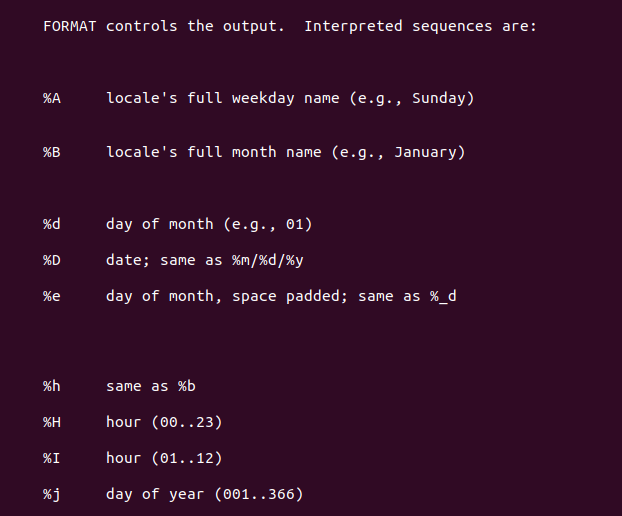 FORMAT controls the output.  Interpreted sequences are:
%A     locale's full weekday name (e.g., Sunday)
%B     locale's full month name (e.g., January)
%d     day of month (e.g., 01)
%D     date; same as %m/%d/%y
%e     day of month, space padded; same as %_d
%h     same as %b
%H     hour (00..23)
%I     hour (01..12)
%j     day of year (001..366)